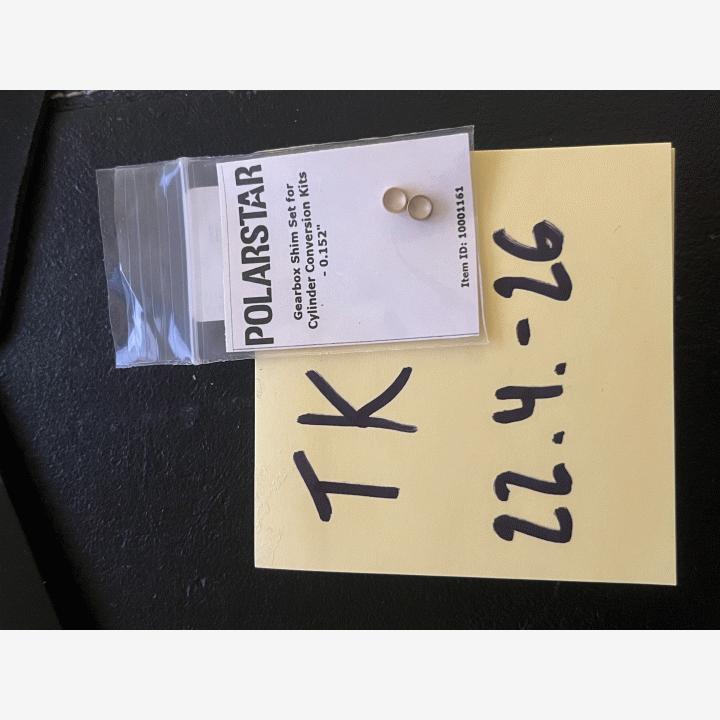 POLARSTAR
Gearbox Shim Set for
Cylinder Conversion Kits
- 0.152"
Item ID: 10001161
TK
22.4.-26